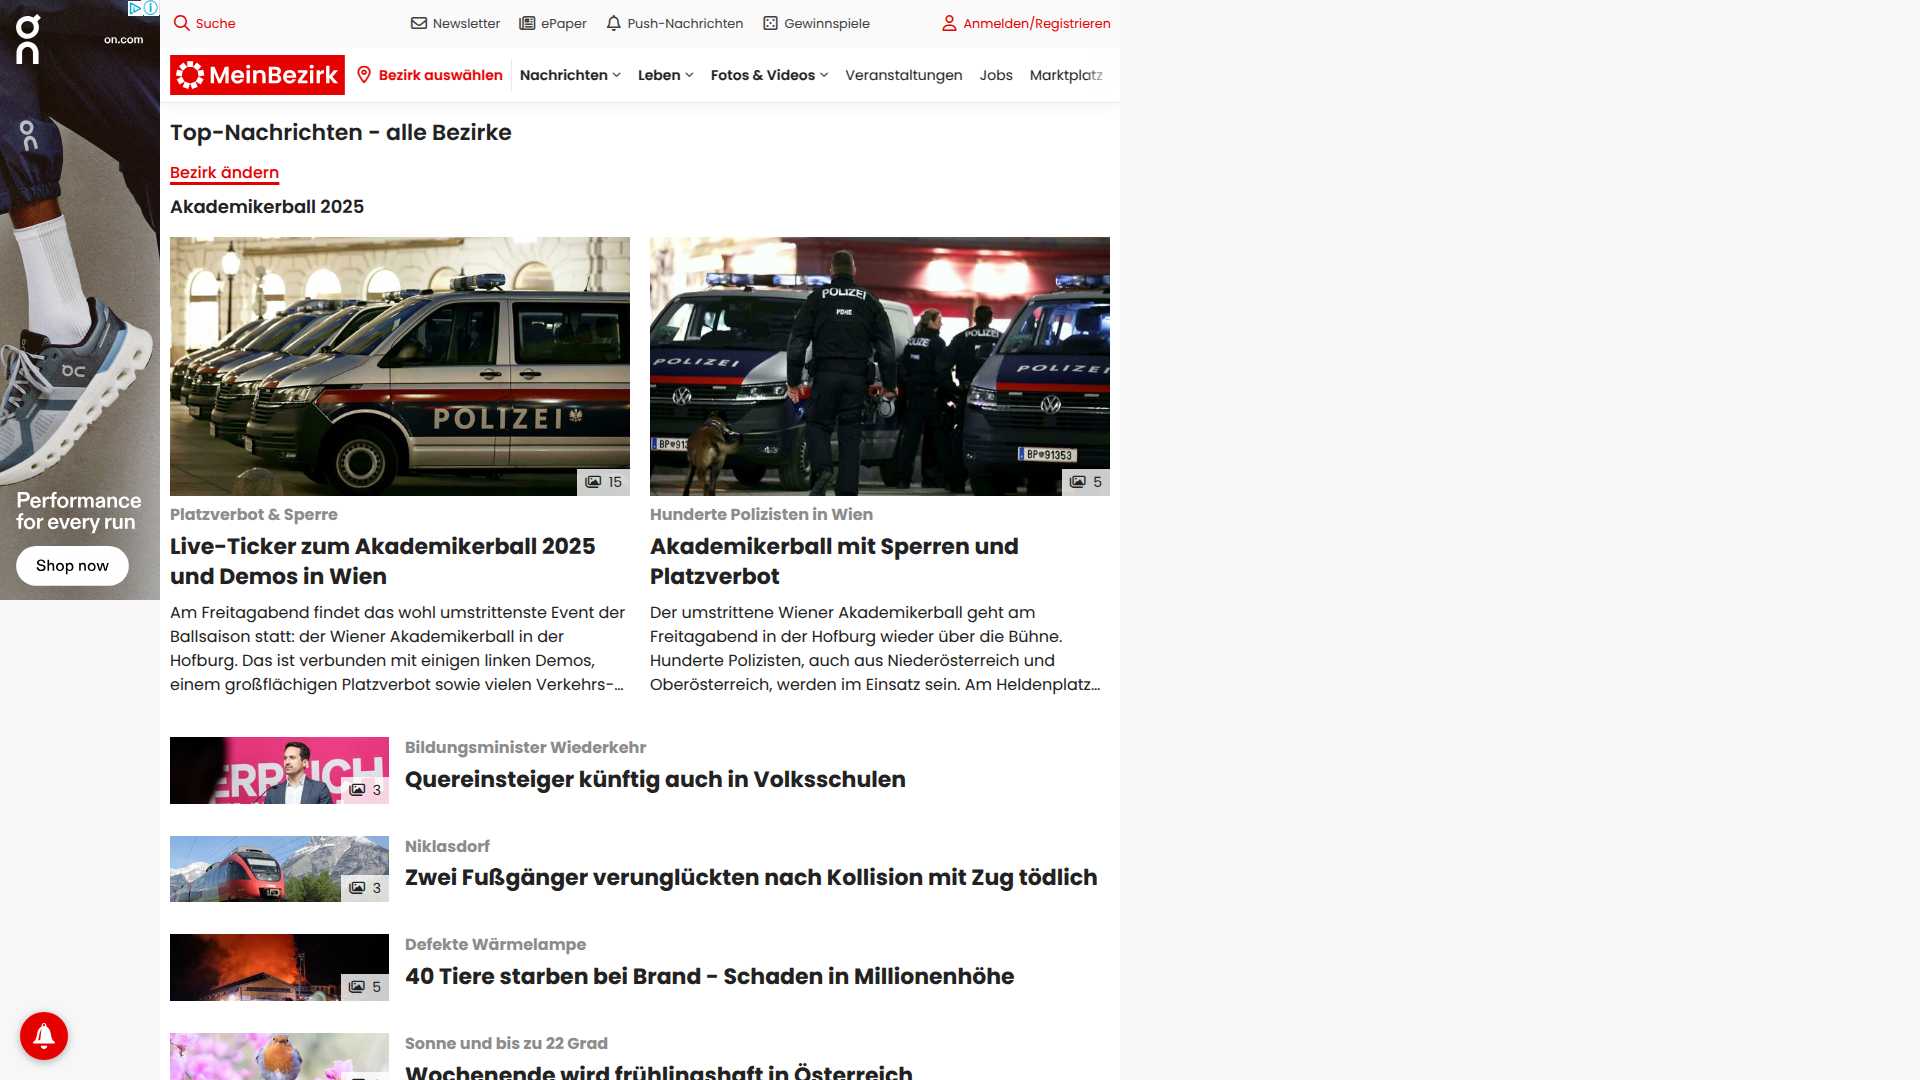 on.com
Performance
for every run
Shop now
Suche
Newsletter
ePaper
Push-Nachrichten
Gewinnspiele
Anmelden/Registrieren
MeinBezirk
Bezirk auswählen
Nachrichten
Leben
Fotos & Videos
Veranstaltungen
Jobs
Marktplatz
Top-Nachrichten - alle Bezirke
Bezirk ändern
Akademikerball 2025
POLIZEI
15
Platzverbot & Sperre
Live-Ticker zum Akademikerball 2025
und Demos in Wien
Am Freitagabend findet das wohl umstrittenste Event der
Ballsaison statt: der Wiener Akademikerball in der
Hofburg. Das ist verbunden mit einigen linken Demos,
einem großflächigen Platzverbot sowie vielen Verkehrs-...
POLIZEI
POLIZEI
POLIZEI
POLIZEI
POLIZEI
BP 91353
5
Hunderte Polizisten in Wien
Akademikerball mit Sperren und
Platzverbot
Der umstrittene Wiener Akademikerball geht am
Freitagabend in der Hofburg wieder über die Bühne.
Hunderte Polizisten, auch aus Niederösterreich und
Oberösterreich, werden im Einsatz sein. Am Heldenplatz...
3
Bildungsminister Wiederkehr
Quereinsteiger künftig auch in Volksschulen
3
Niklasdorf
Zwei Fußgänger verunglückten nach Kollision mit Zug tödlich
5
Defekte Wärmelampe
40 Tiere starben bei Brand - Schaden in Millionenhöhe
Sonne und bis zu 22 Grad
Wochenende wird frühlingshaft in Österreich